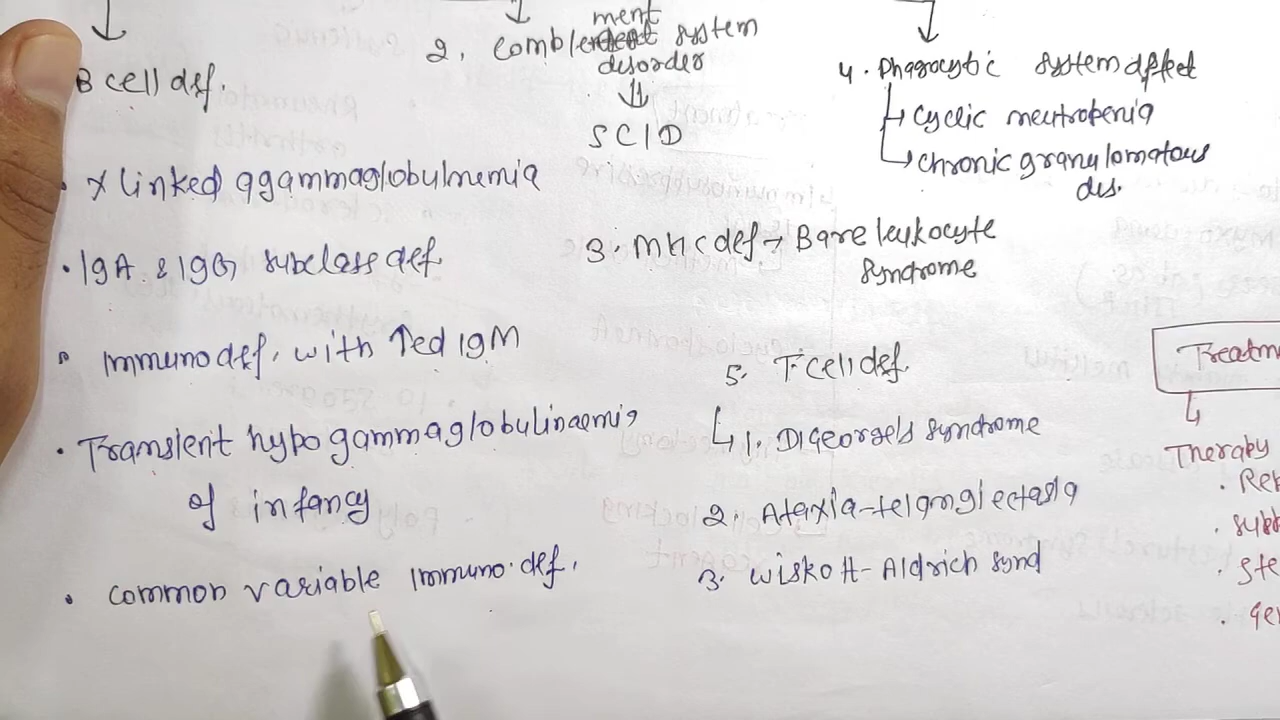 B cell def.
• X linked agammaglobulnemia
• IgA & IgG subclass def.
• Immuno def. with ↑ed IgM
• Transient hypogammaglobulinaemia
of infancy
• common variable Immuno.def.
2. complement system
disorder
SCID
3. MHC def → Bare leukocyte
syndrome
4. Phagocytic system defect
→ cyclic neutropenia
→ chronic granulomatous
dis.
5. T cell def.
1. Digeorge's syndrome
2. Ataxia-telangiectasia
3. Wiskott-Aldrich synd
Therapy